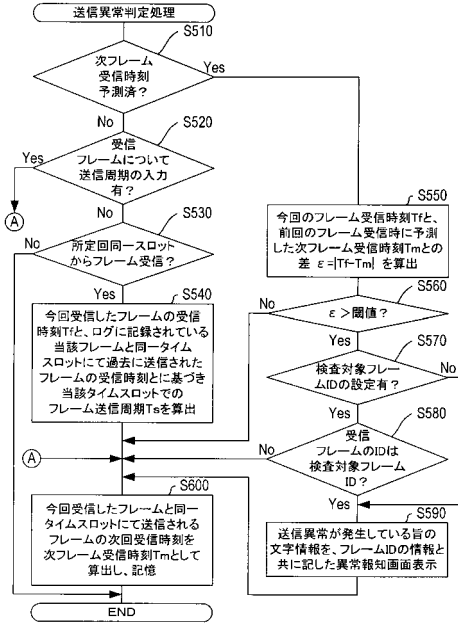 送信異常判定処理
S510
次フレーム
受信時刻
予測済？
Yes
No
S520
受信
フレームについて
送信周期の入力
有？
Yes
A
No
S530
所定回同一スロット
からフレーム受信？
No
Yes
S540
今回受信したフレームの受信
時刻Tfと、ログに記録されている
当該フレームと同一タイム
スロットにて過去に送信された
フレームの受信時刻とに基づき
当該タイムスロットでの
フレーム送信周期Tsを算出
S550
今回のフレーム受信時刻Tfと、
前回のフレーム受信時に予測
した次フレーム受信時刻Tmとの
差 ε=|Tf-Tm| を算出
S560
ε＞閾値？
No
Yes
S570
検査対象フレー
ムIDの設定有？
No
Yes
S580
受信
フレームのIDは
検査対象フレーム
ID？
No
Yes
S590
送信異常が発生している旨の
文字情報を、フレームIDの情報と
共に記した異常報知画面表示
A
S600
今回受信したフレームと同一
タイムスロットにて送信される
フレームの次回受信時刻を
次フレーム受信時刻Tmとして
算出し、記憶
END